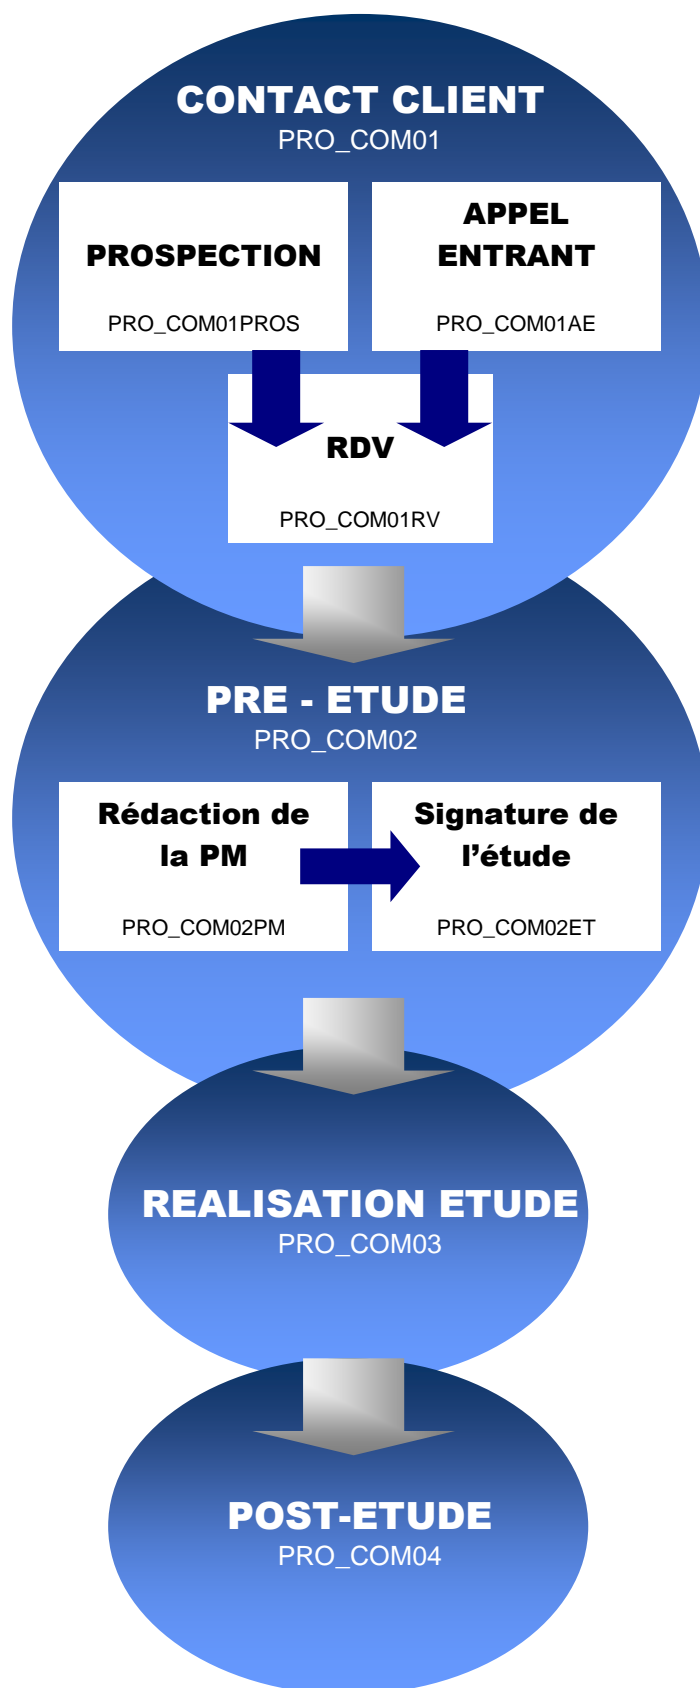 CONTACT CLIENT
PRO_COM01
PROSPECTION
PRO_COM01PROS
APPEL
ENTRANT
PRO_COM01AE
RDV
PRO_COM01RV
PRE - ETUDE
PRO_COM02
Rédaction de
la PM
PRO_COM02PM
Signature de
l’étude
PRO_COM02ET
REALISATION ETUDE
PRO_COM03
POST-ETUDE
PRO_COM04